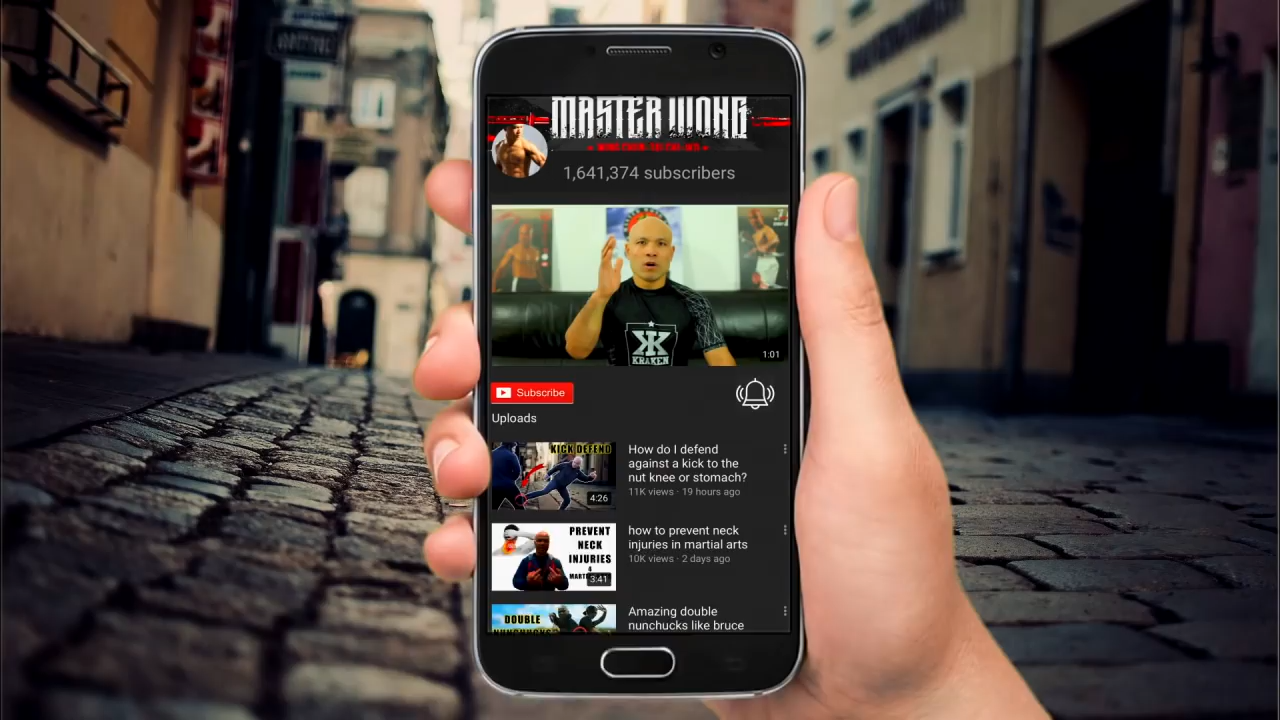 MASTER WONG
1,641,374 subscribers
KRAKEN
1:01
Subscribe
Uploads
KICK DEFEND
4:26
How do I defend
against a kick to the
nut knee or stomach?
11K views · 19 hours ago
PREVENT
NECK
INJURIES
4
3:41
how to prevent neck
injuries in martial arts
10K views · 2 days ago
DOUBLE
Amazing double
nunchucks like bruce